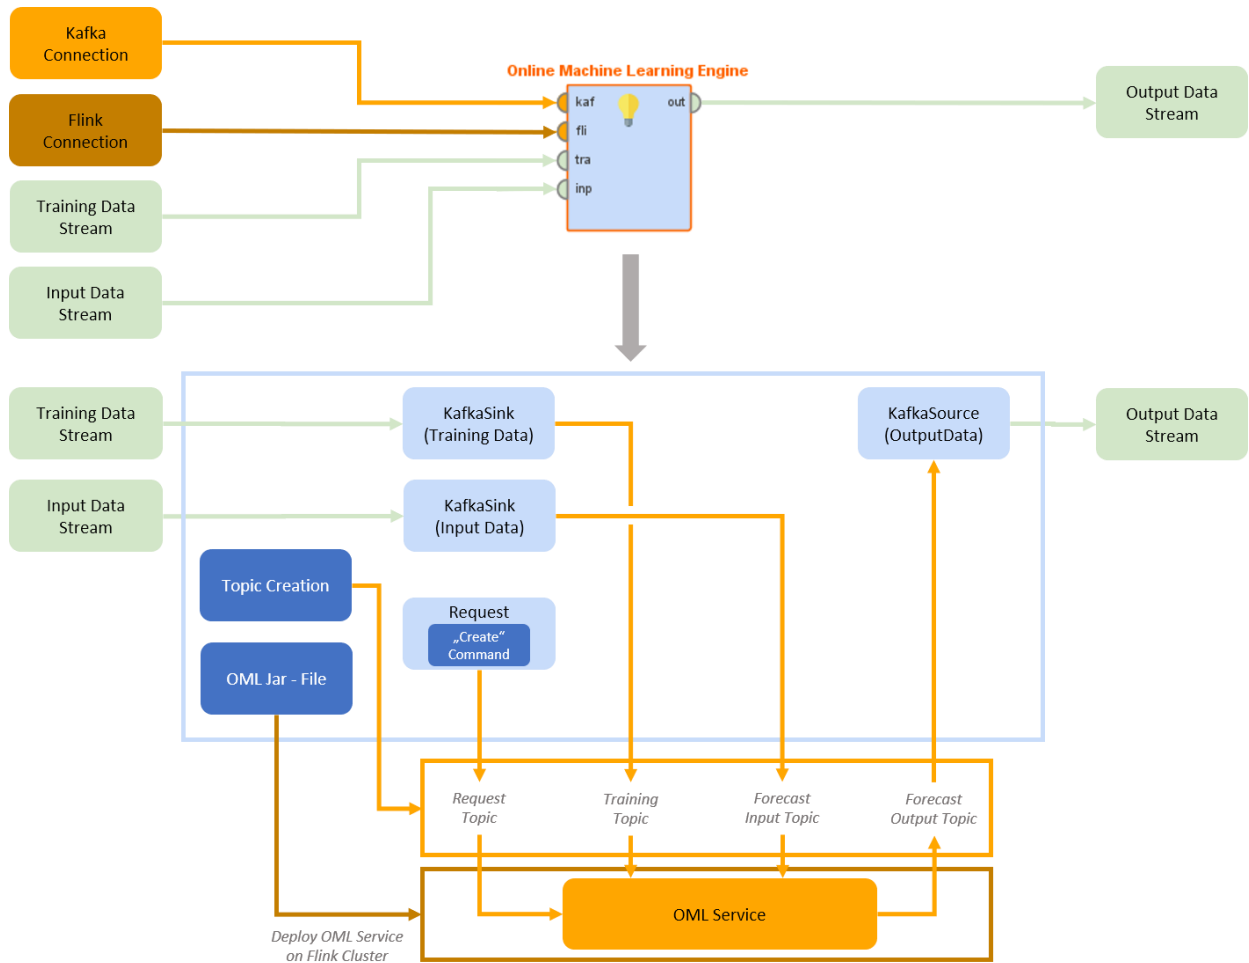 Kafka
Connection
Online Machine Learning Engine
Output Data
Stream
kaf
out
Flink
Connection
fli
tra
Training Data
Stream
inp
Input Data
Stream
Training Data
Stream
KafkaSink
(Training Data)
KafkaSource
(OutputData)
Output Data
Stream
Input Data
Stream
KafkaSink
(Input Data)
Topic Creation
Request
„Create“
Command
OML Jar - File
Request
Topic
Training
Topic
Forecast
Input Topic
Forecast
Output Topic
OML Service
Deploy OML Service
on Flink Cluster